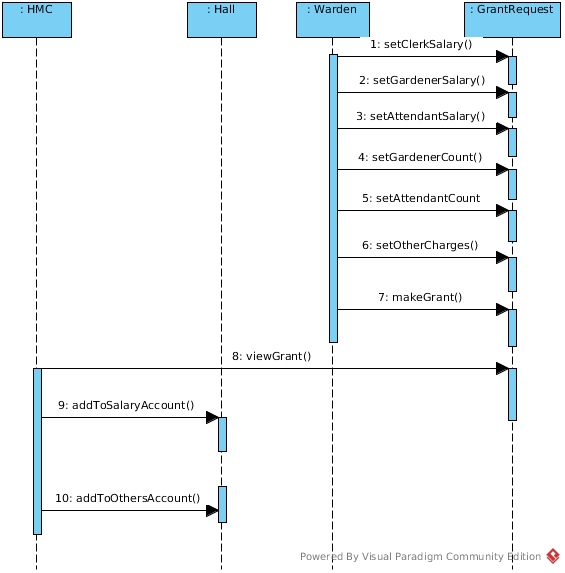 : HMC
: Hall
: Warden
: GrantRequest
1: setClerkSalary()
2: setGardenerSalary()
3: setAttendantSalary()
4: setGardenerCount()
5: setAttendantCount
6: setOtherCharges()
7: makeGrant()
8: viewGrant()
9: addToSalaryAccount()
10: addToOthersAccount()
Powered By Visual Paradigm Community Edition